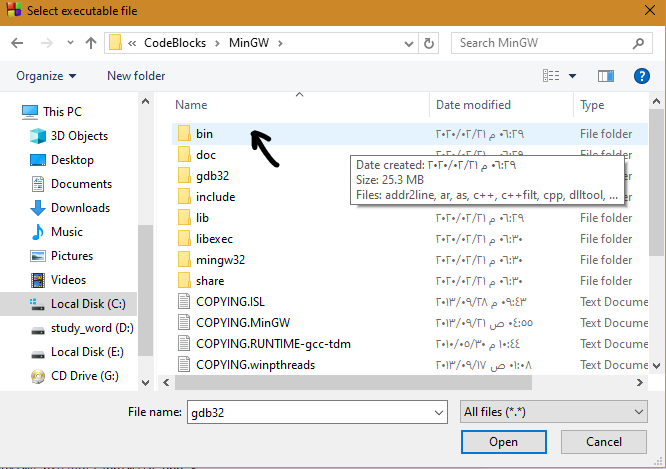 Select executable file
« CodeBlocks > MinGW >
Search MinGW
Organize
New folder
This PC
3D Objects
Desktop
Documents
Downloads
Music
Pictures
Videos
Local Disk (C:)
study_word (D:)
Local Disk (E:)
CD Drive (G:)
Name Date modified Type
bin ٢٠٢٠/٠٢/٢١ ٠٦:٢٩ م File folder
doc
gdb32
include
lib ٢٠٢٠/٠٢/٢١ ٠٦:٢٩ م File folder
libexec ٢٠٢٠/٠٢/٢١ ٠٦:٣٠ م File folder
mingw32 ٢٠٢٠/٠٢/٢١ ٠٦:٣٠ م File folder
share ٢٠٢٠/٠٢/٢١ ٠٦:٣٠ م File folder
COPYING.ISL ٢٠١٣/٠٩/٢٨ ٠٩:٤٣ م Text Docume
COPYING.MinGW ٢٠١٣/٠٩/٢١ ٠٤:٥٥ ص Text Docume
COPYING.RUNTIME-gcc-tdm ٢٠١٠/٠٥/٣٠ ١٠:٤٤ م Text Docume
COPYING.winpthreads ٢٠١٣/٠٩/١٧ ٠١:٠٨ ص Text Docume
Date created: ٢٠٢٠/٠٢/٢١ ٠٦:٢٩ م
Size: 25.3 MB
Files: addr2line, ar, as, c++, c++filt, cpp, dlltool, ...
File name: gdb32
All files (*.*)
Open
Cancel